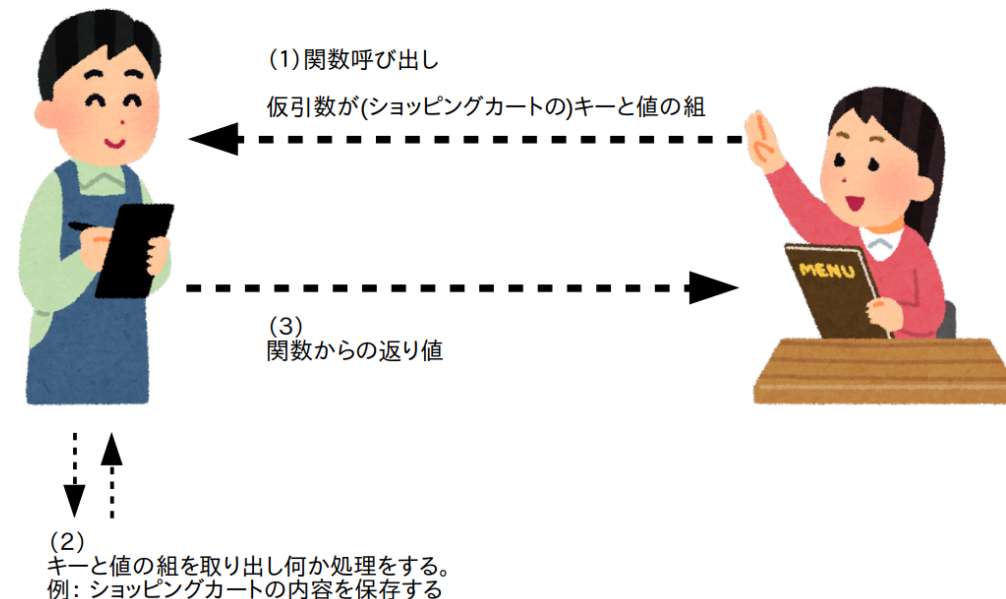 (1)関数呼び出し
仮引数が(ショッピングカートの)キーと値の組
MENU
(3)
関数からの返り値
(2)
キーと値の組を取り出し何か処理をする。
例: ショッピングカートの内容を保存する